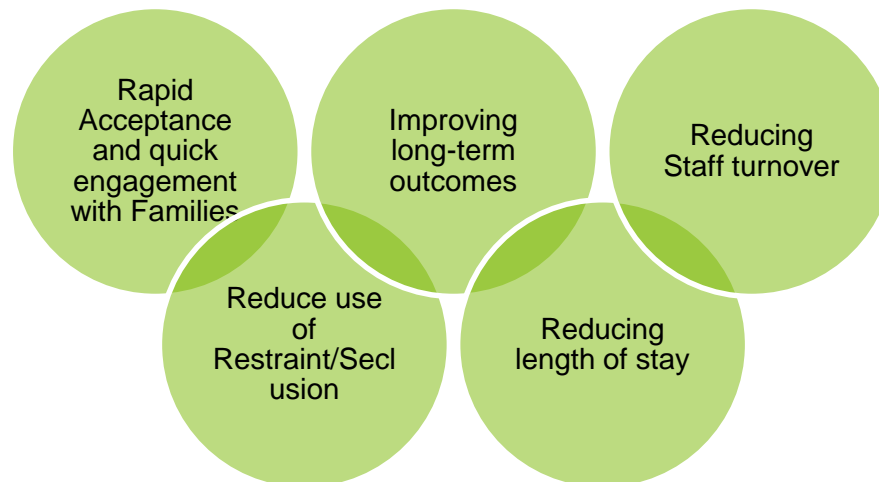 Rapid
Acceptance
and quick
engagement
with Families
Improving
long-term
outcomes
Reducing
Staff turnover
Reduce use
of
Restraint/Secl
usion
Reducing
length of stay